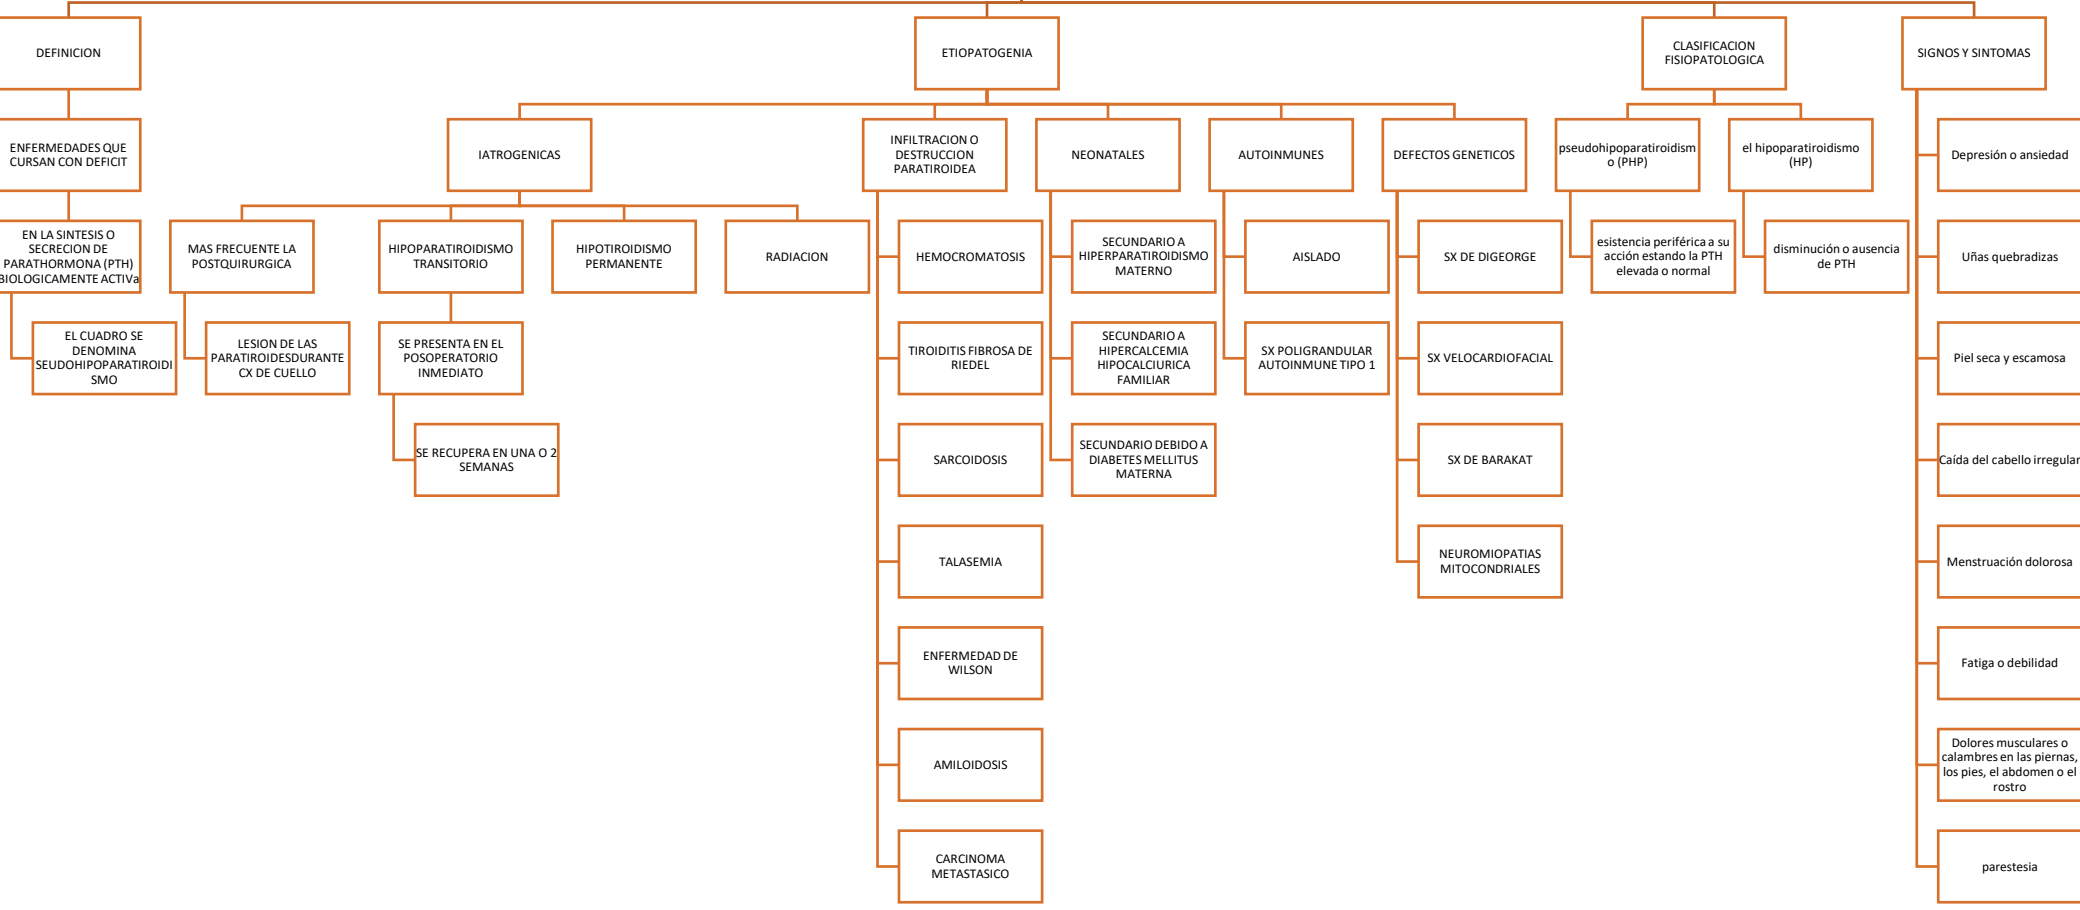 DEFINICION
ENFERMEDADES QUE
CURSAN CON DEFICIT
EN LA SINTESIS O
SECRECION DE
PARATHORMONA (PTH)
BIOLOGICAMENTE ACTIVa
EL CUADRO SE
DENOMINA
SEUDOHIPOPARATIROIDI
SMO
ETIOPATOGENIA
IATROGENICAS
MAS FRECUENTE LA
POSTQUIRURGICA
LESION DE LAS
PARATIROIDESDURANTE
CX DE CUELLO
HIPOPARATIROIDISMO
TRANSITORIO
SE PRESENTA EN EL
POSOPERATORIO
INMEDIATO
SE RECUPERA EN UNA O 2
SEMANAS
HIPOTIROIDISMO
PERMANENTE
RADIACION
INFILTRACION O
DESTRUCCION
PARATIROIDEA
HEMOCROMATOSIS
TIROIDITIS FIBROSA DE
RIEDEL
SARCOIDOSIS
TALASEMIA
ENFERMEDAD DE
WILSON
AMILOIDOSIS
CARCINOMA
METASTASICO
NEONATALES
SECUNDARIO A
HIPERPARATIROIDISMO
MATERNO
SECUNDARIO A
HIPERCALCEMIA
HIPOCALCIURICA
FAMILIAR
SECUNDARIO DEBIDO A
DIABETES MELLITUS
MATERNA
AUTOINMUNES
AISLADO
SX POLIGRANDULAR
AUTOINMUNE TIPO 1
DEFECTOS GENETICOS
SX DE DIGEORGE
SX VELOCARDIOFACIAL
SX DE BARAKAT
NEUROMIOPATIAS
MITOCONDRIALES
CLASIFICACION
FISIOPATOLOGICA
pseudohipoparatiroidism
o (PHP)
esistencia periférica a su
acción estando la PTH
elevada o normal
el hipoparatiroidismo
(HP)
disminución o ausencia
de PTH
SIGNOS Y SINTOMAS
Depresión o ansiedad
Uñas quebradizas
Piel seca y escamosa
Caída del cabello irregular
Menstruación dolorosa
Fatiga o debilidad
Dolores musculares o
calambres en las piernas,
los pies, el abdomen o el
rostro
parestesia